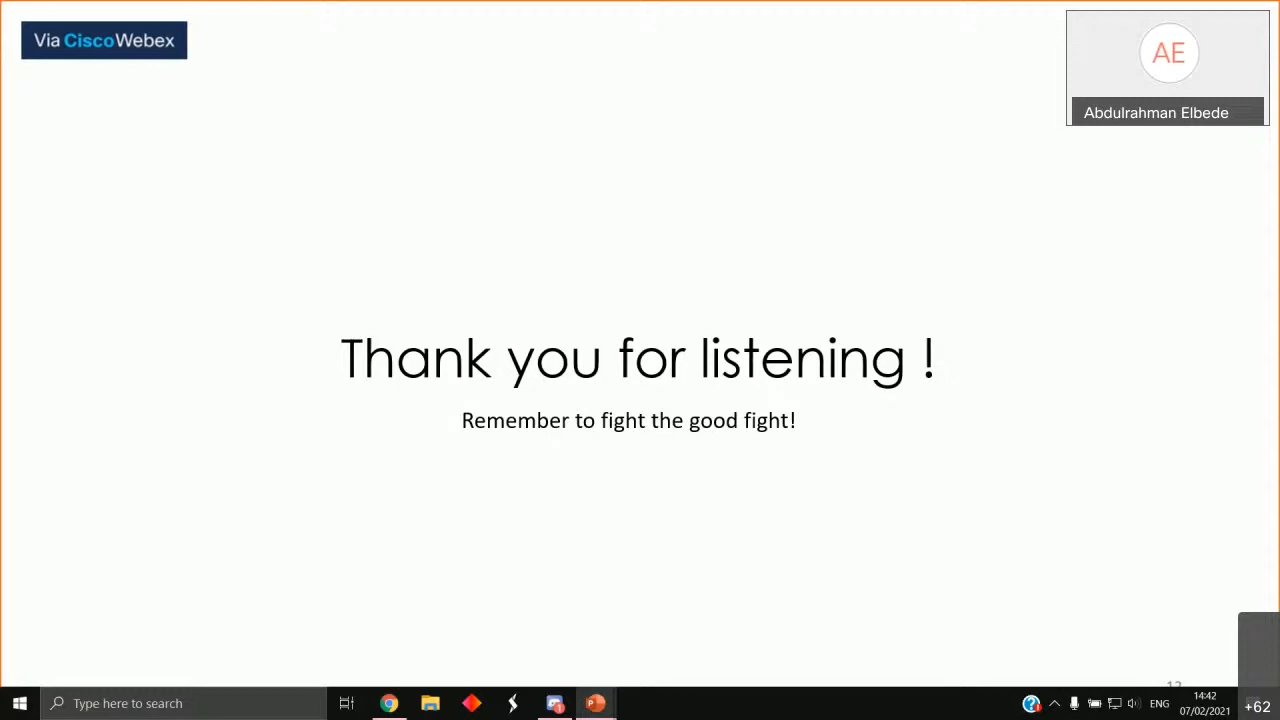 Via CiscoWebex
AE
Abdulrahman Elbede
Thank you for listening !
Remember to fight the good fight!
Type here to search
ENG
14:42
07/02/2021
+62